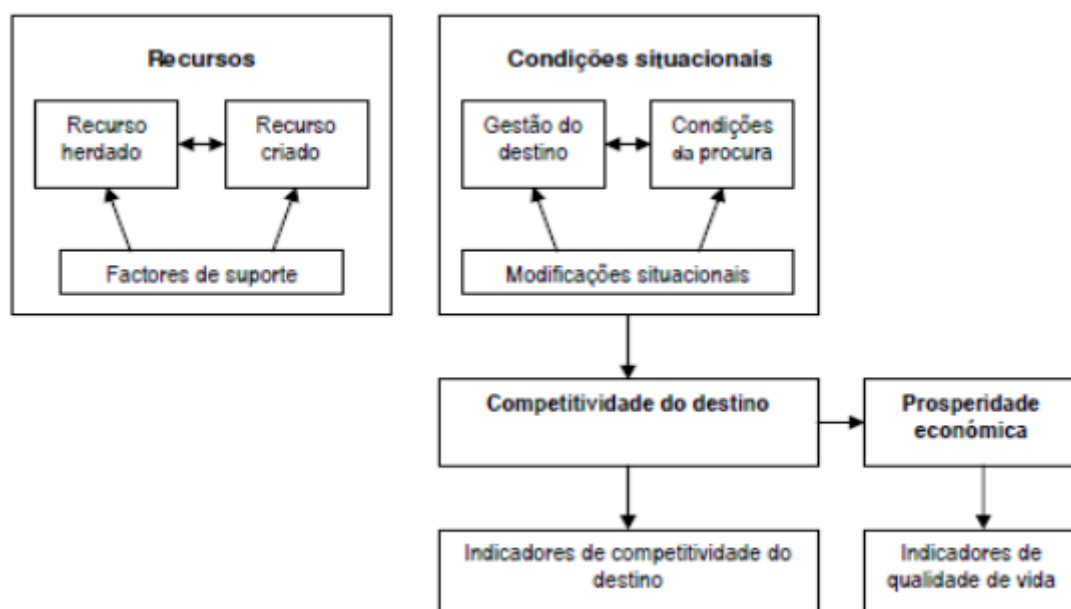 Recursos
Recurso
herdado
Recurso
criado
Factores de suporte
Condições situacionais
Gestão do
destino
Condições
da procura
Modificações situacionais
Competitividade do destino
Prosperidade
económica
Indicadores de competitividade do
destino
Indicadores de
qualidade de vida